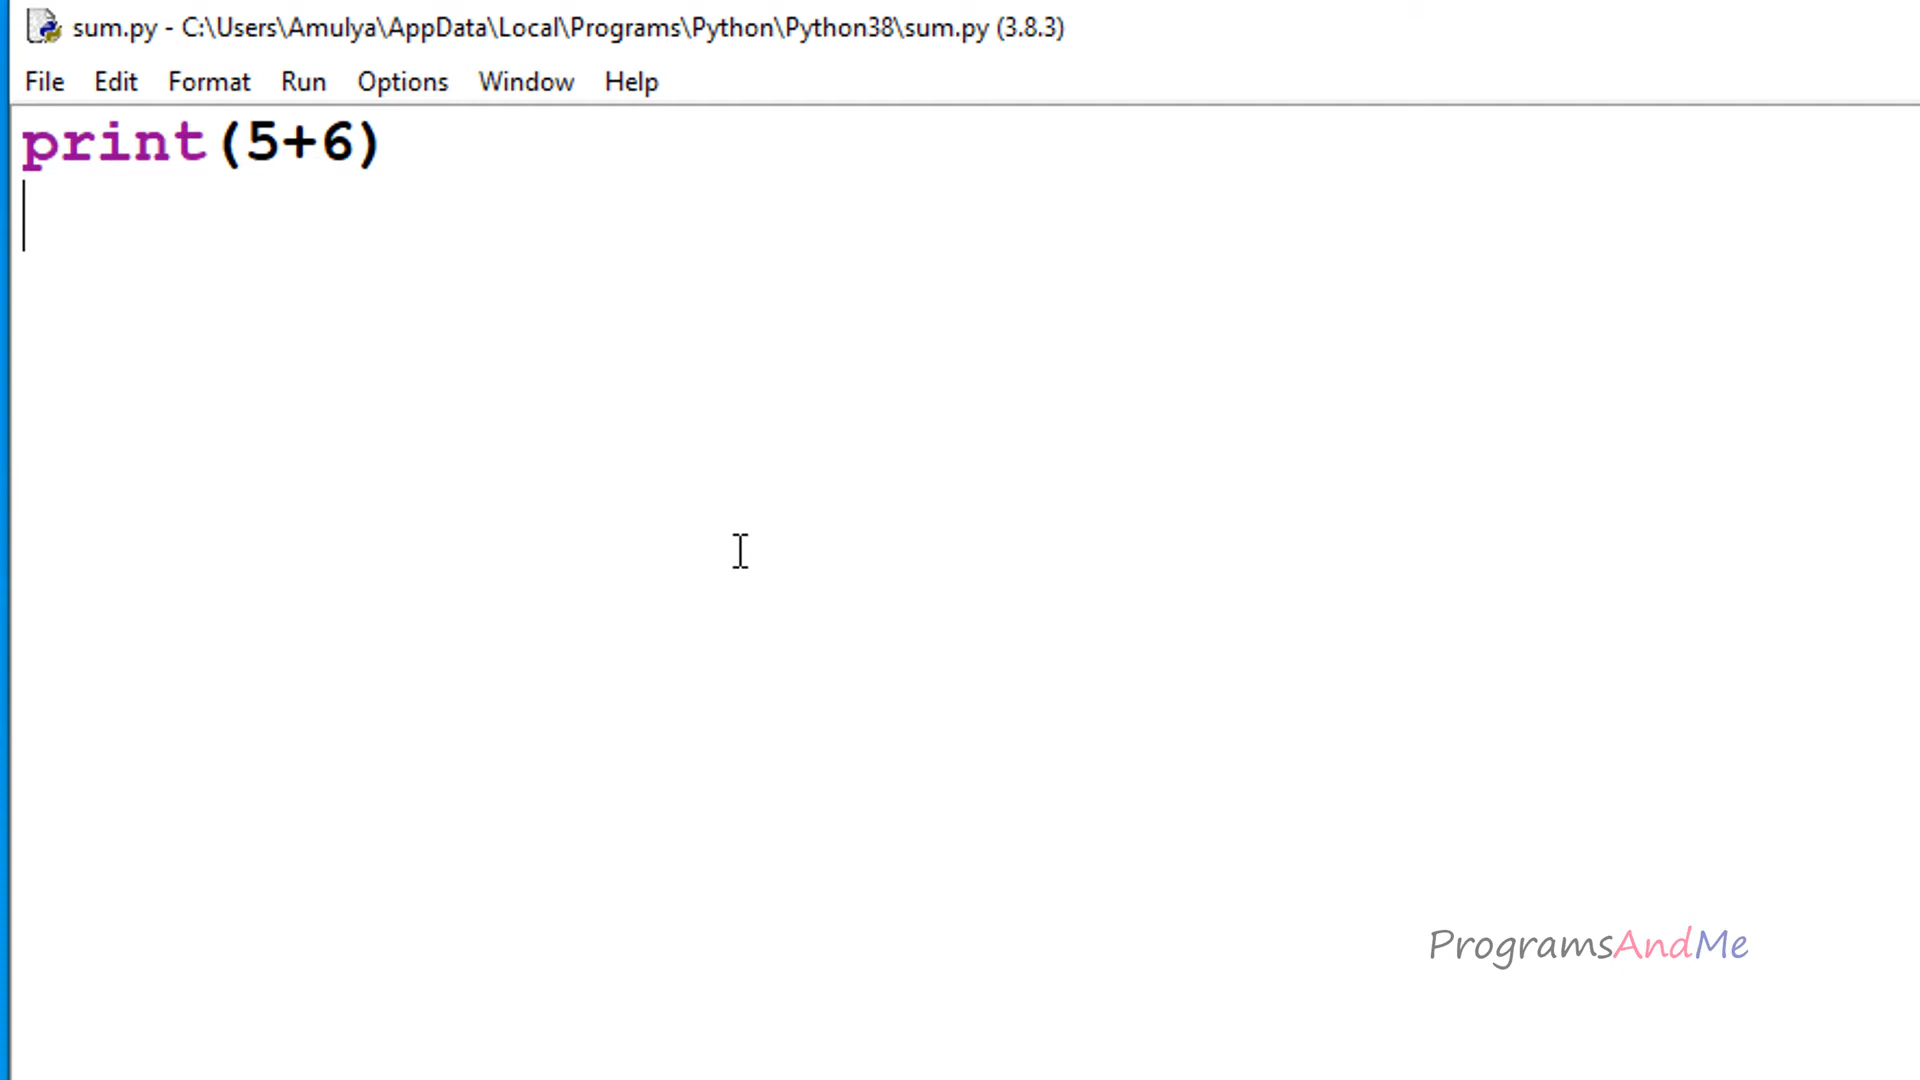 sum.py - C:\Users\Amulya\AppData\Local\Programs\Python\Python38\sum.py (3.8.3)
File Edit Format Run Options Window Help
print(5+6)
ProgramsAndMe